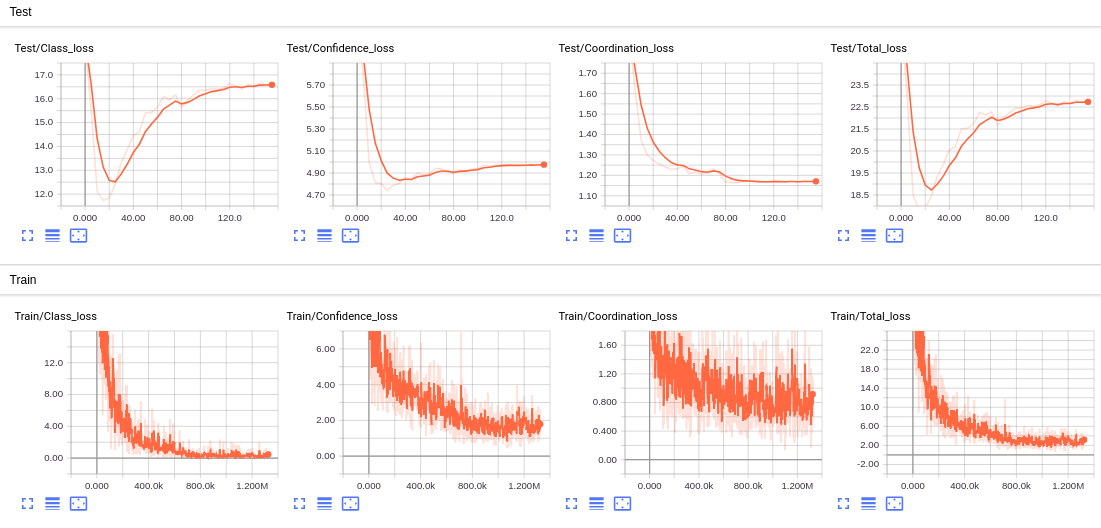 Test
Test/Class_loss
17.0
16.0
15.0
14.0
13.0
12.0
0.000 40.00 80.00 120.0
Test/Confidence_loss
5.70
5.50
5.30
5.10
4.90
4.70
0.000 40.00 80.00 120.0
Test/Coordination_loss
1.70
1.60
1.50
1.40
1.30
1.20
1.10
0.000 40.00 80.00 120.0
Test/Total_loss
23.5
22.5
21.5
20.5
19.5
18.5
0.000 40.00 80.00 120.0
Train
Train/Class_loss
12.0
8.00
4.00
0.00
0.000 400.0k 800.0k 1.200M
Train/Confidence_loss
6.00
4.00
2.00
0.00
0.000 400.0k 800.0k 1.200M
Train/Coordination_loss
1.60
1.20
0.800
0.400
0.00
0.000 400.0k 800.0k 1.200M
Train/Total_loss
22.0
18.0
14.0
10.0
6.00
2.00
-2.00
0.000 400.0k 800.0k 1.200M